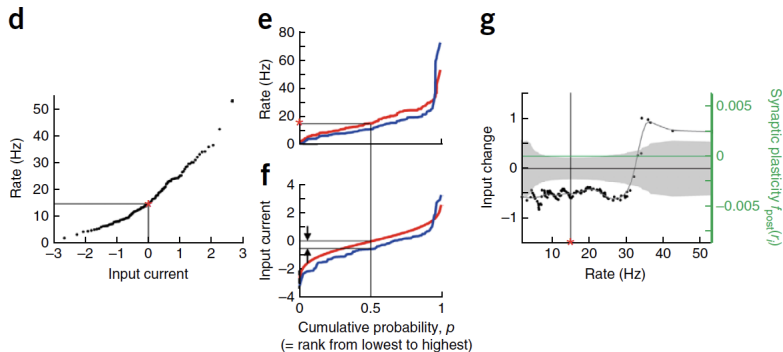 d
Rate (Hz)
50
40
30
20
10
0
−3 −2 −1 0 1 2 3
Input current
e
Rate (Hz)
80
60
40
20
0
f
Input current
4
2
0
−2
−4
0 0.5 1
Cumulative probability, p
(= rank from lowest to highest)
g
Input change
1
0
−1
10 20 30 40 50
Rate (Hz)
0.005
0
−0.005
Synaptic plasticity f_post(r_i)